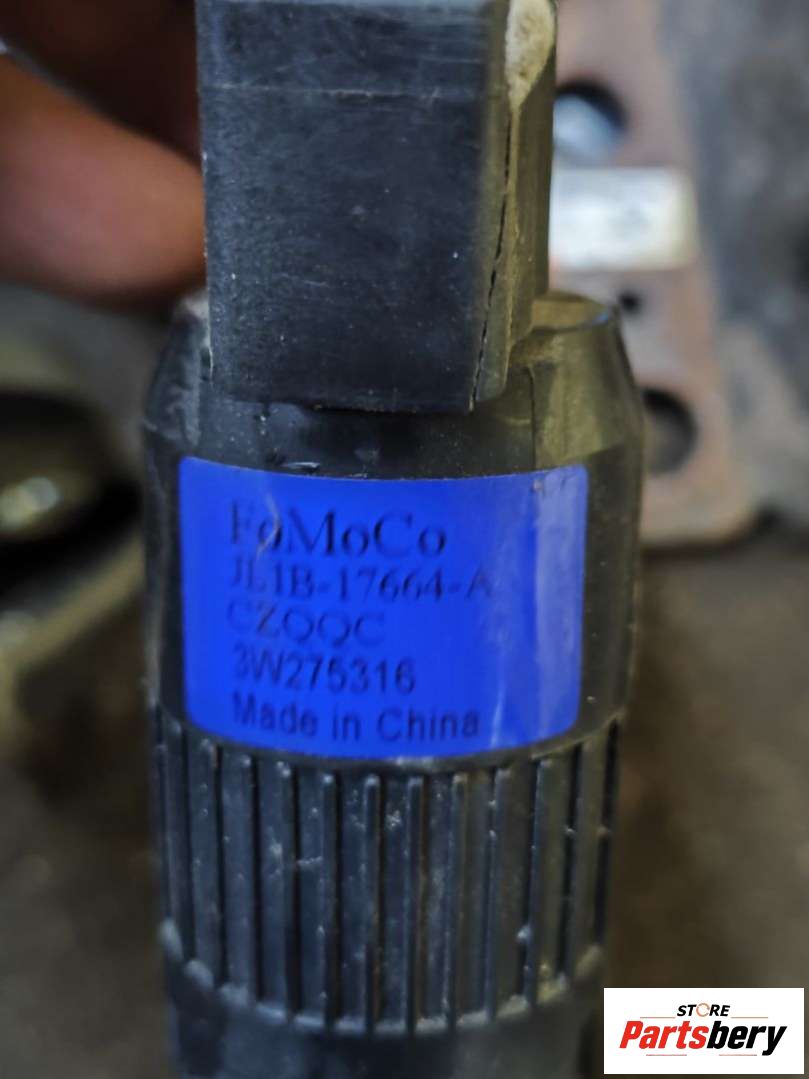 FoMoCo
JL1B-17664-A
CZQQC
3W275316
Made in China
STORE
Partsbery